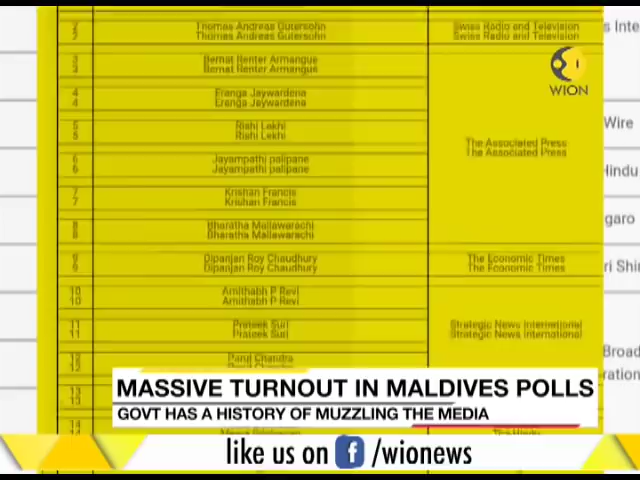 2 Thomas Andreas Gutersohn Swiss Radio and Television
2 Thomas Andreas Gutersohn Swiss Radio and Television
s Inte
3 Bernat
3 Bernat Armangue
WION
4 Eranga Jaywardena
4 Eranga Jaywardena
5 Rishi Lekhi
Wire
5 Rishi Lekhi
The Associated Press
The Associated Press
6 Jayampathi palipane
6 Jayampathi palipane
Hindu
7 Krishan Francis
7 Krishan Francis
garo
8 Bharatha Mallawarachi
8 Bharatha Mallawarachi
9 Dipanjan Roy Chaudhury The Economic Times
9 Dipanjan Roy Chaudhury The Economic Times
ri Shir
10 Amitabh P Revi
10 Amitabh P Revi
11 Prateek Suri Strategic News International
11 Prateek Suri Strategic News International
12 Parul Chandra
12
Broad
ration
13
13
14
14
MASSIVE TURNOUT IN MALDIVES POLLS
GOVT HAS A HISTORY OF MUZZLING THE MEDIA
like us on f /wionews